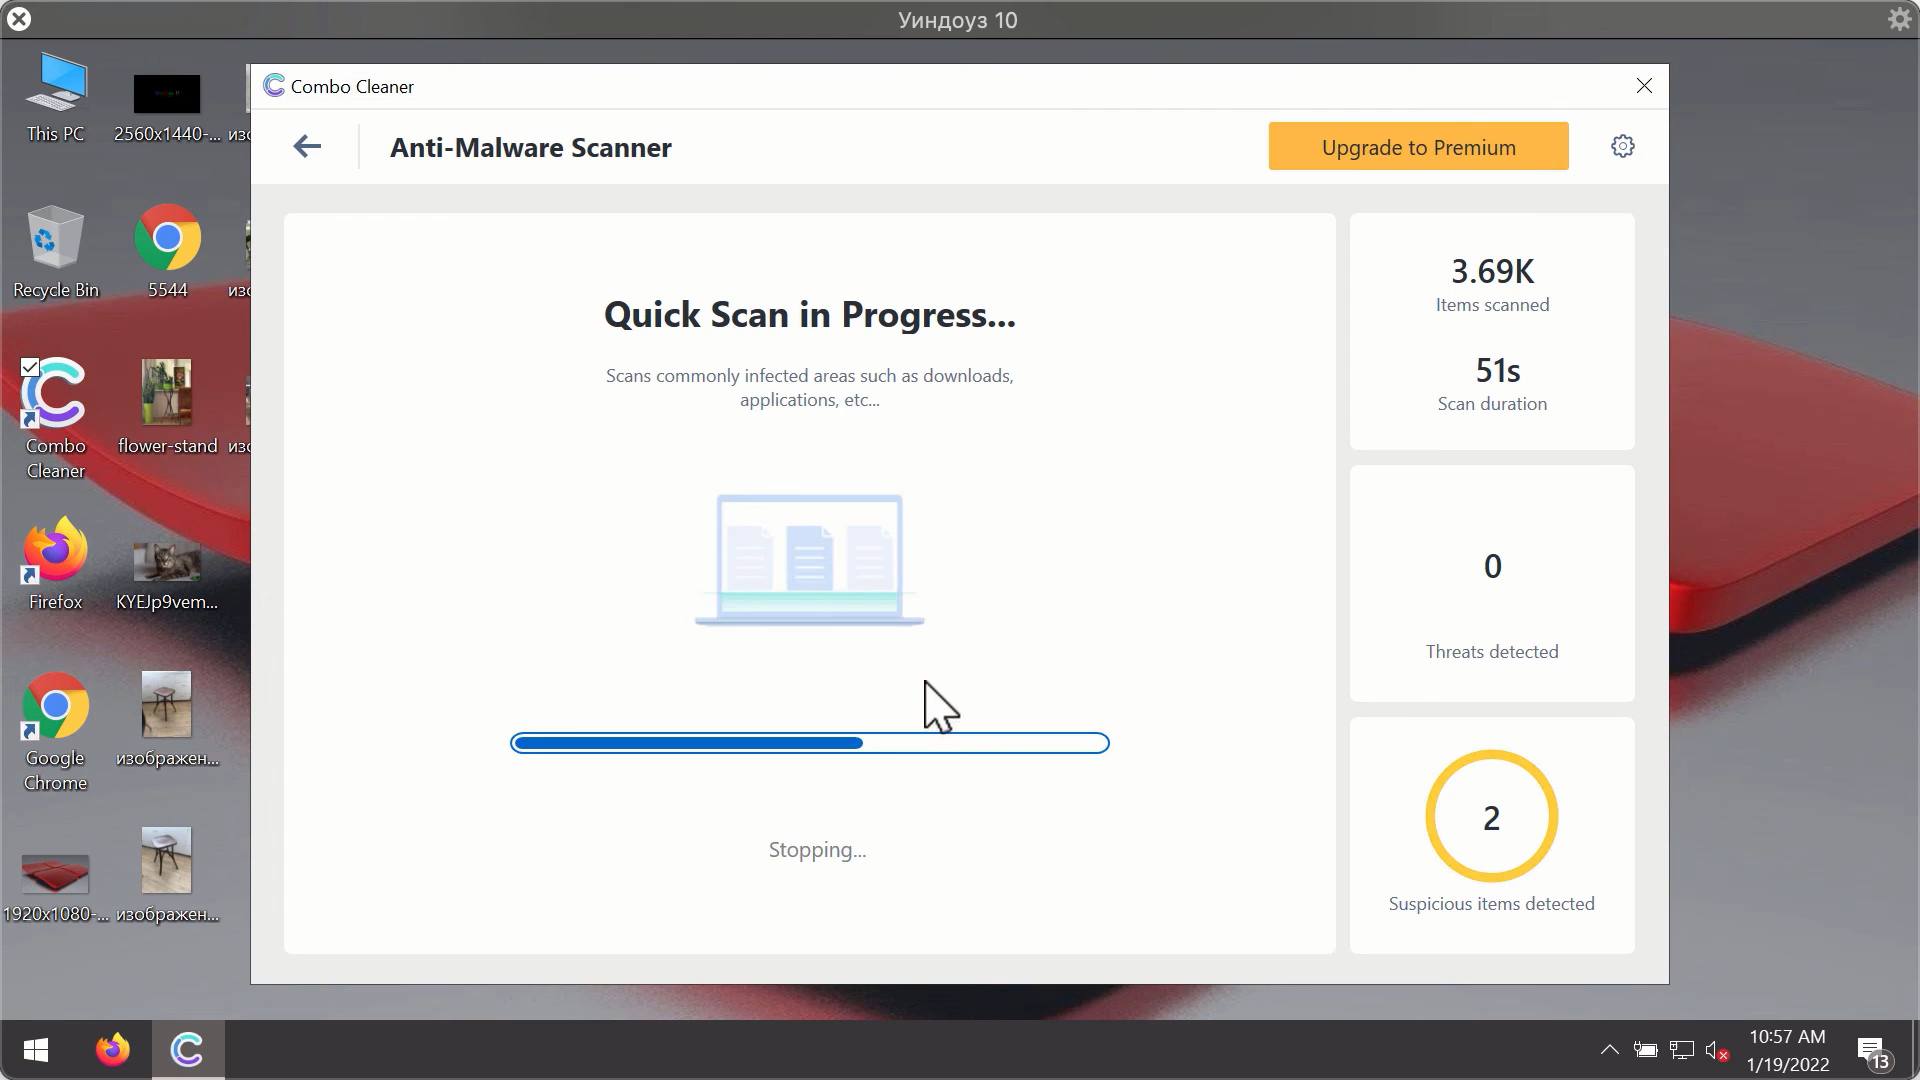 Уиндоуз 10
This PC
2560x1440-...
Recycle Bin
5544
Combo
Cleaner
flower-stand
Firefox
KYEJp9vem...
Google
Chrome
изображен...
1920x1080-...
изображен...
Combo Cleaner
Anti-Malware Scanner
Upgrade to Premium
Quick Scan in Progress...
Scans commonly infected areas such as downloads,
applications, etc...
Stopping...
3.69K
Items scanned
51s
Scan duration
0
Threats detected
2
Suspicious items detected
10:57 AM
1/19/2022
13